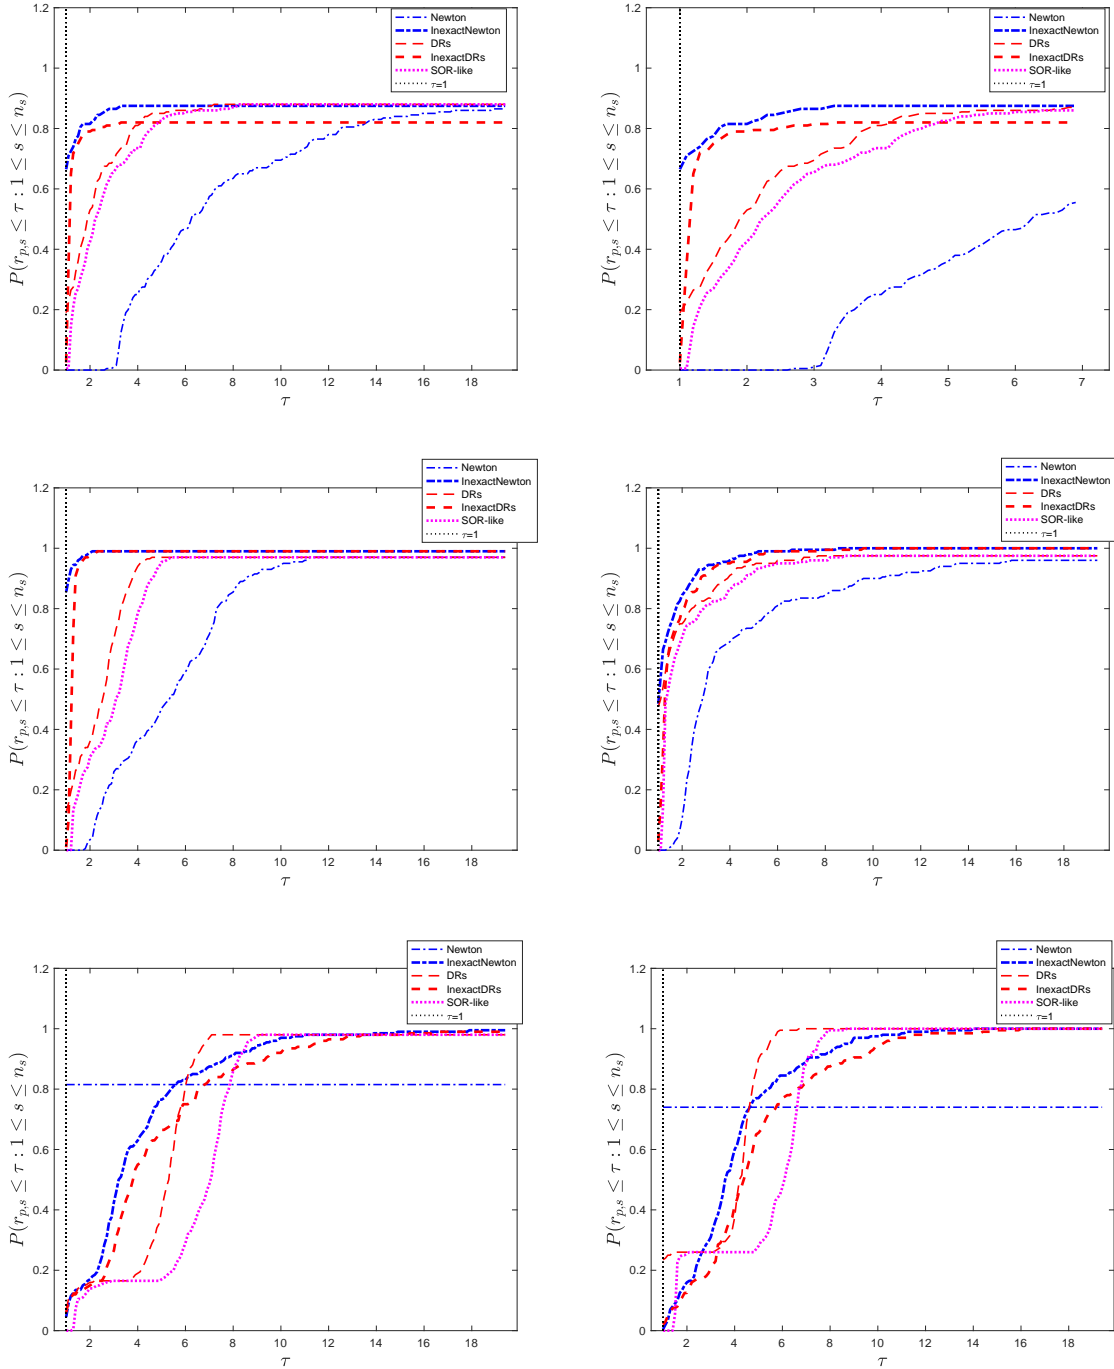 1.2
1
0.8
0.6
0.4
0.2
0
2 4 6 8 10 12 14 16 18
τ
P(r_{p,s} ≤ τ : 1 ≤ s ≤ n_s)
Newton
InexactNewton
DRs
InexactDRs
SOR-like
τ=1
1.2
1
0.8
0.6
0.4
0.2
0
1 2 3 4 5 6 7
τ
P(r_{p,s} ≤ τ : 1 ≤ s ≤ n_s)
Newton
InexactNewton
DRs
InexactDRs
SOR-like
τ=1
1.2
1
0.8
0.6
0.4
0.2
0
2 4 6 8 10 12 14 16 18
τ
P(r_{p,s} ≤ τ : 1 ≤ s ≤ n_s)
Newton
InexactNewton
DRs
InexactDRs
SOR-like
τ=1
1.2
1
0.8
0.6
0.4
0.2
0
2 4 6 8 10 12 14 16 18
τ
P(r_{p,s} ≤ τ : 1 ≤ s ≤ n_s)
Newton
InexactNewton
DRs
InexactDRs
SOR-like
τ=1
1.2
1
0.8
0.6
0.4
0.2
0
2 4 6 8 10 12 14 16 18
τ
P(r_{p,s} ≤ τ : 1 ≤ s ≤ n_s)
Newton
InexactNewton
DRs
InexactDRs
SOR-like
τ=1
1.2
1
0.8
0.6
0.4
0.2
0
2 4 6 8 10 12 14 16 18
τ
P(r_{p,s} ≤ τ : 1 ≤ s ≤ n_s)
Newton
InexactNewton
DRs
InexactDRs
SOR-like
τ=1